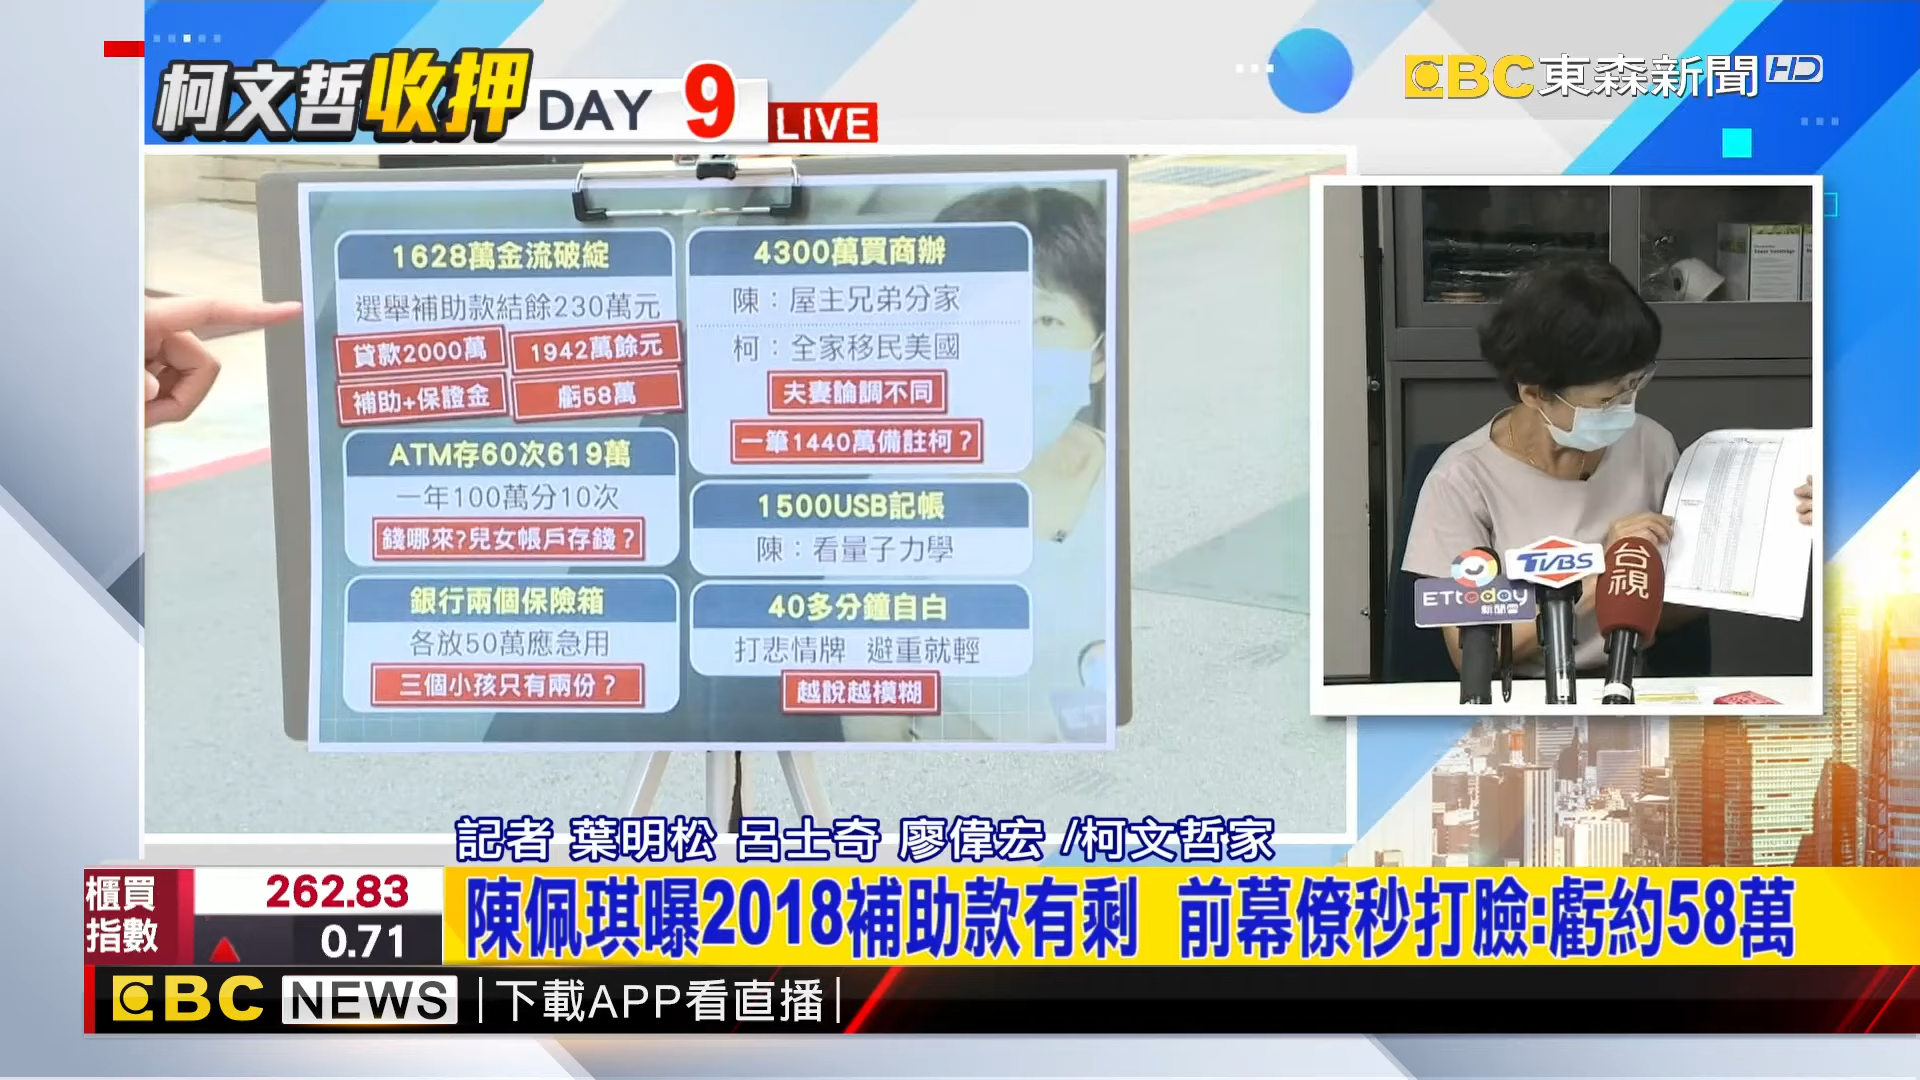 柯文哲收押 DAY 9 LIVE
EBC東森新聞HD
1628萬金流破綻
選舉補助款結餘230萬元
貸款2000萬 1942萬餘元
補助+保證金 虧58萬
ATM存60次619萬
一年100萬分10次
錢哪來?兒女帳戶存錢?
銀行兩個保險箱
各放50萬應急用
三個小孩只有兩份?
4300萬買商辦
陳：屋主兄弟分家
柯：全家移民美國
夫妻論調不同
一筆1440萬備註柯?
1500USB記帳
陳：看量子力學
40多分鐘自白
打悲情牌 避重就輕
越說越模糊
ETtoday
新聞雲
TVBS
台視
記者 葉明松 呂士奇 廖偉宏 /柯文哲家
櫃買指數 262.83
▲ 0.71
陳佩琪曝2018補助款有剩 前幕僚秒打臉:虧約58萬
EBC NEWS |下載APP看直播|